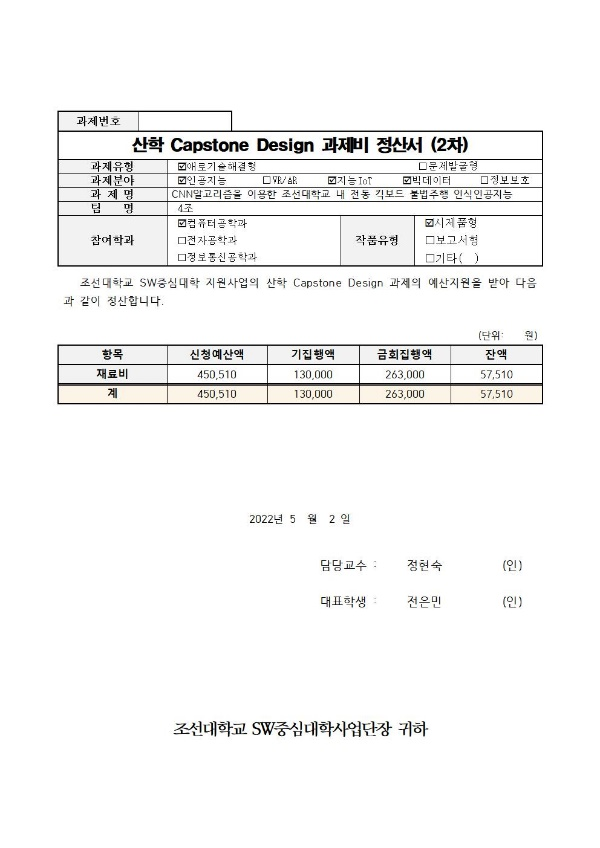 과제번호
산학 Capstone Design 과제비 정산서 (2차)
과제유형 ☑애로기술해결형 □문제발굴형
과제분야 ☑인공지능 □VR/AR ☑지능IoT ☑빅데이터 □정보보호
과 제 명 CNN알고리즘을 이용한 조선대학교 내 전동 킥보드 불법주행 인식인공지능
팀 명 4조
참여학과 ☑컴퓨터공학과 □전자공학과 □정보통신공학과 작품유형 ☑시제품형 □보고서형 □기타( )
조선대학교 SW중심대학 지원사업의 산학 Capstone Design 과제의 예산지원을 받아 다음
과 같이 정산합니다.
(단위: 원)
항목 신청예산액 기집행액 금회집행액 잔액
재료비 450,510 130,000 263,000 57,510
계 450,510 130,000 263,000 57,510
2022년 5 월 2 일
담당교수 : 정현숙 (인)
대표학생 : 전은민 (인)
조선대학교 SW중심대학사업단장 귀하